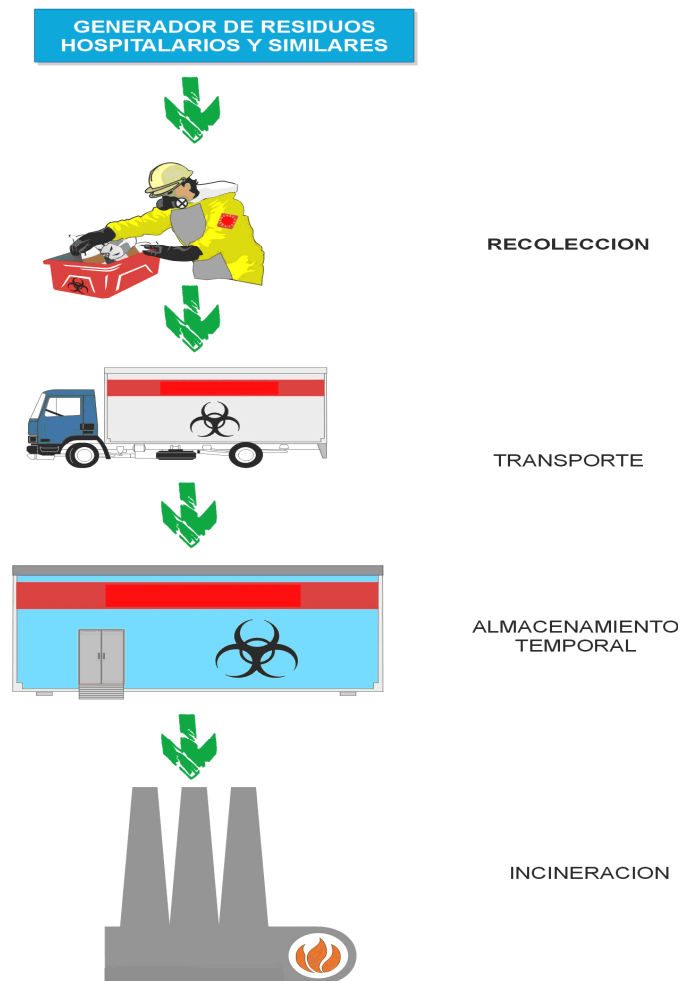 GENERADOR DE RESIDUOS
HOSPITALARIOS Y SIMILARES
RECOLECCION
TRANSPORTE
ALMACENAMIENTO
TEMPORAL
INCINERACION